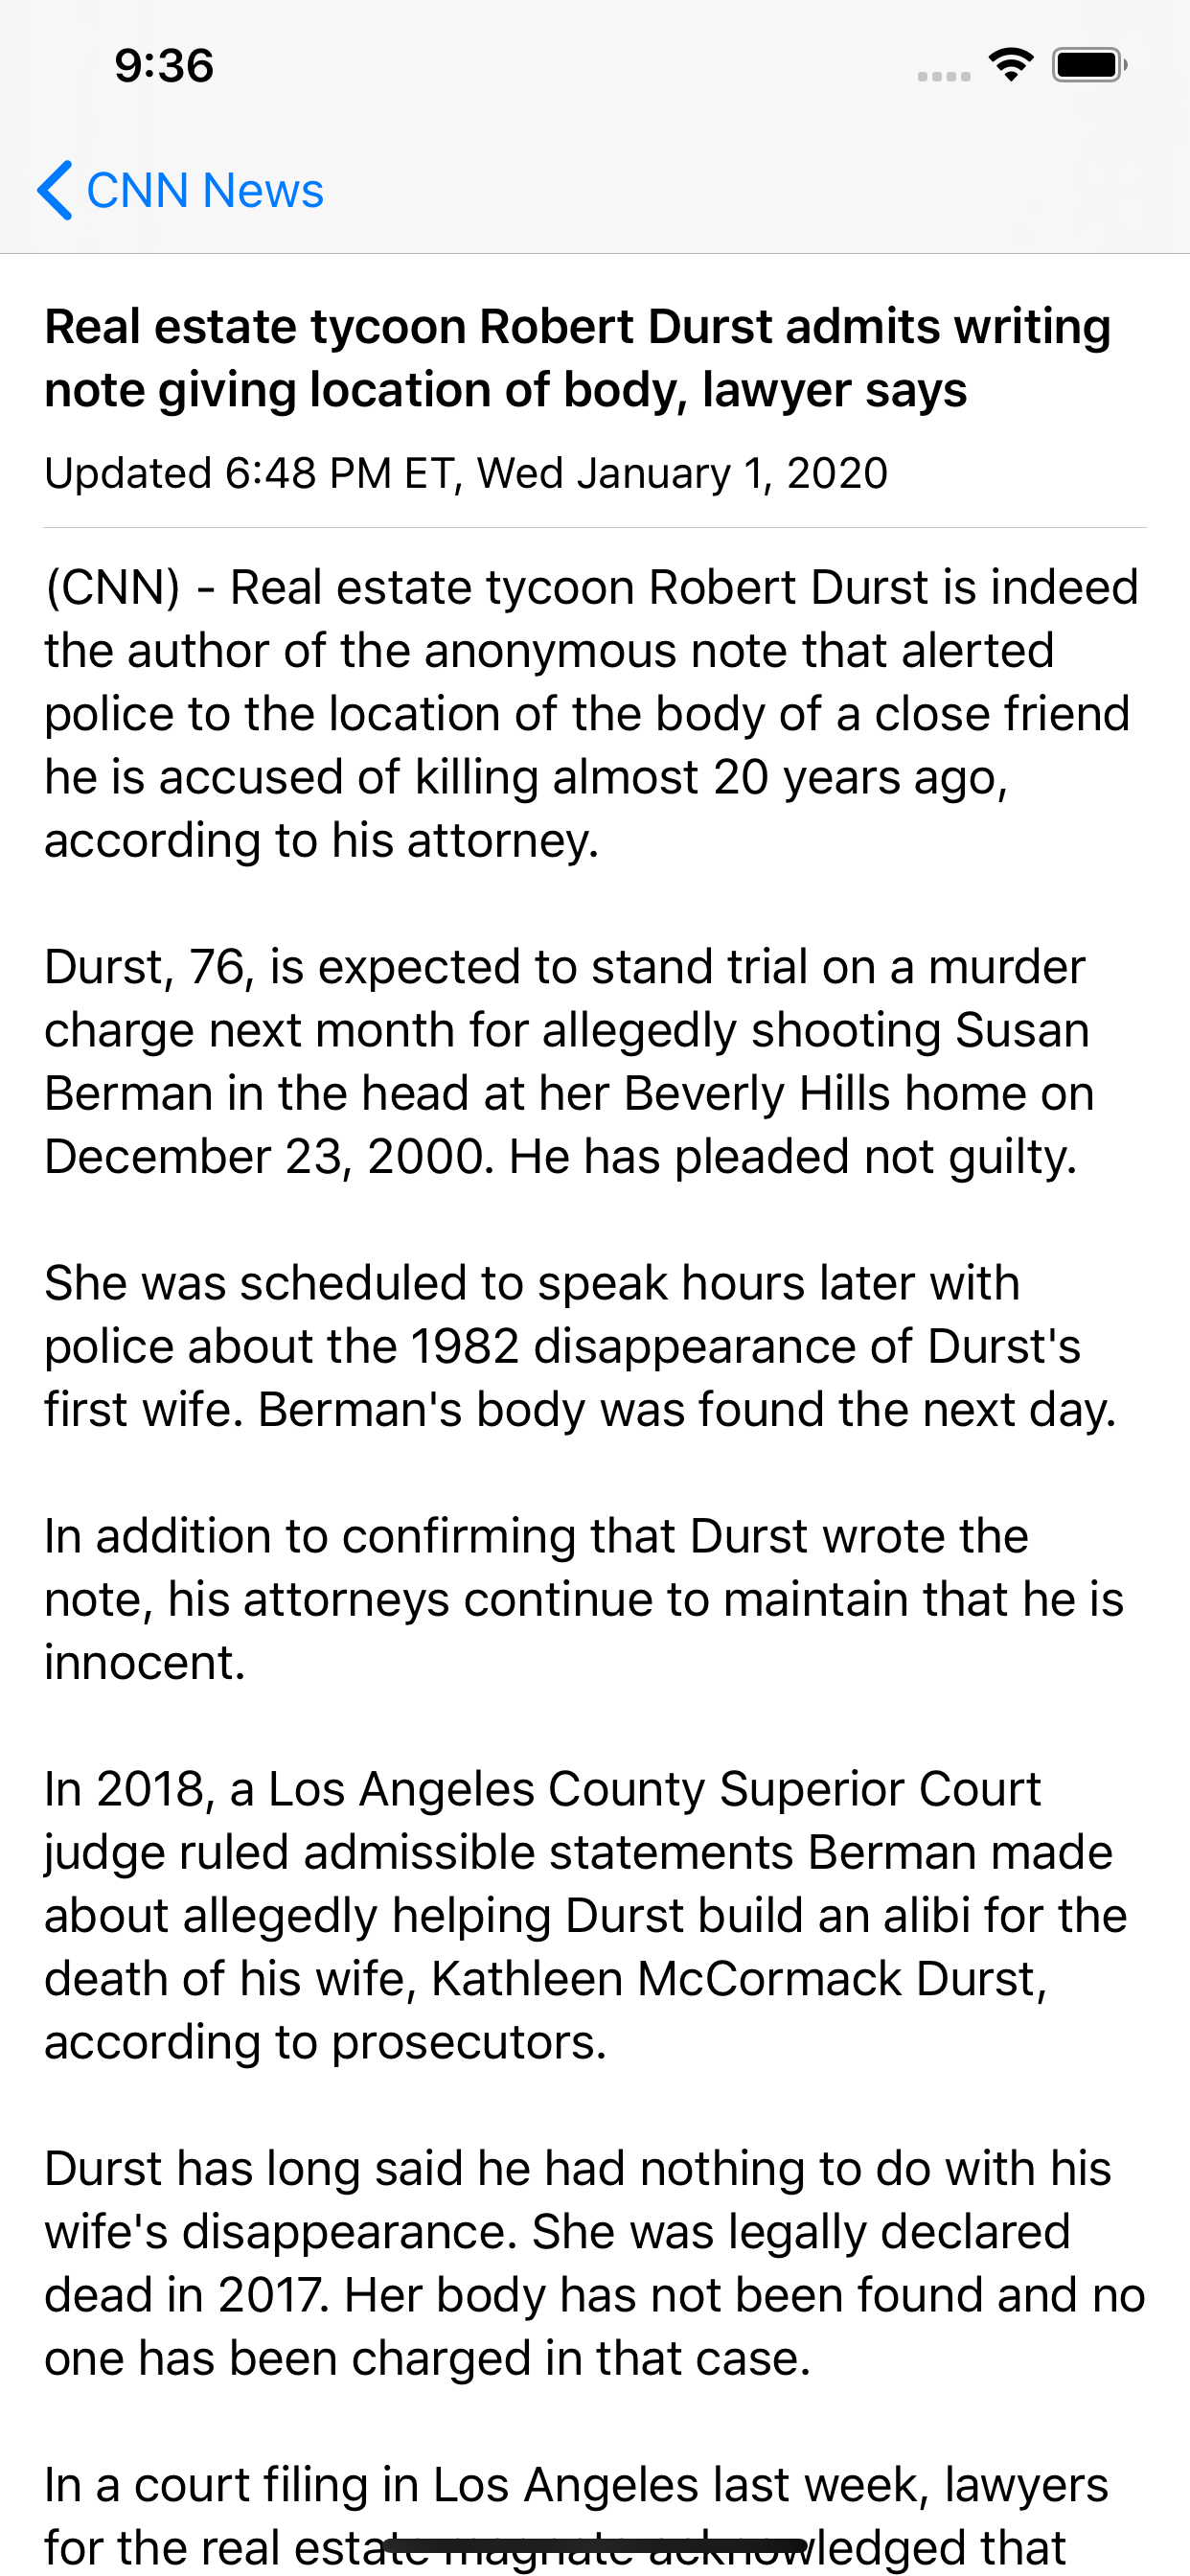 9:36
CNN News
Real estate tycoon Robert Durst admits writing
note giving location of body, lawyer says
Updated 6:48 PM ET, Wed January 1, 2020
(CNN) - Real estate tycoon Robert Durst is indeed
the author of the anonymous note that alerted
police to the location of the body of a close friend
he is accused of killing almost 20 years ago,
according to his attorney.
Durst, 76, is expected to stand trial on a murder
charge next month for allegedly shooting Susan
Berman in the head at her Beverly Hills home on
December 23, 2000. He has pleaded not guilty.
She was scheduled to speak hours later with
police about the 1982 disappearance of Durst's
first wife. Berman's body was found the next day.
In addition to confirming that Durst wrote the
note, his attorneys continue to maintain that he is
innocent.
In 2018, a Los Angeles County Superior Court
judge ruled admissible statements Berman made
about allegedly helping Durst build an alibi for the
death of his wife, Kathleen McCormack Durst,
according to prosecutors.
Durst has long said he had nothing to do with his
wife's disappearance. She was legally declared
dead in 2017. Her body has not been found and no
one has been charged in that case.
In a court filing in Los Angeles last week, lawyers
for the real estate magnate acknowledged that